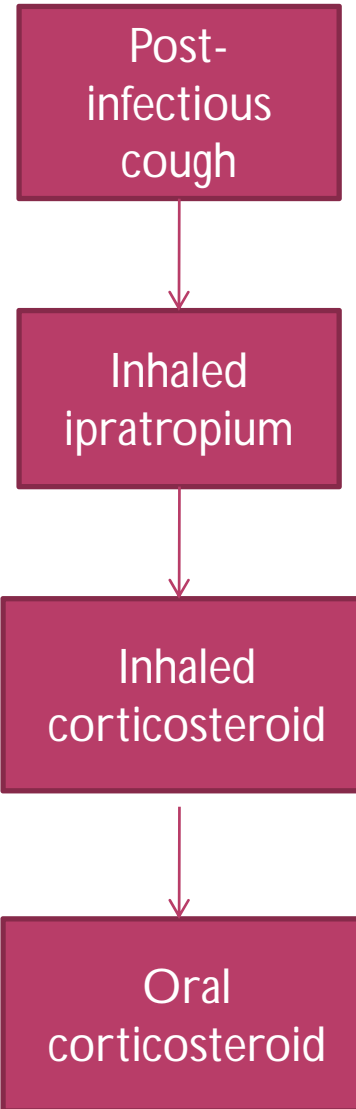 Post-
infectious
cough
Inhaled
ipratropium
Inhaled
corticosteroid
Oral
corticosteroid